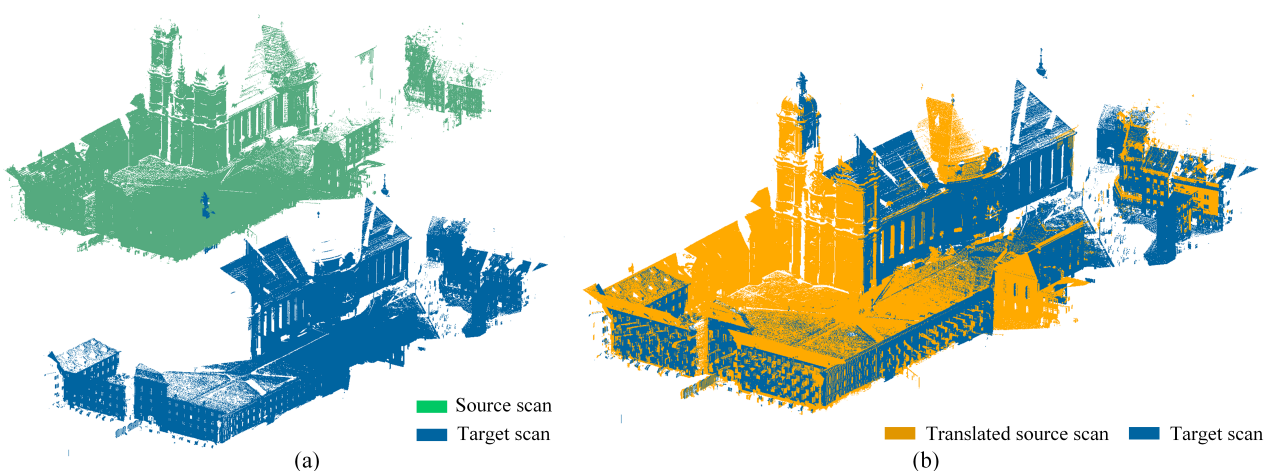 Source scan
Target scan
(a)
Translated source scan
Target scan
(b)